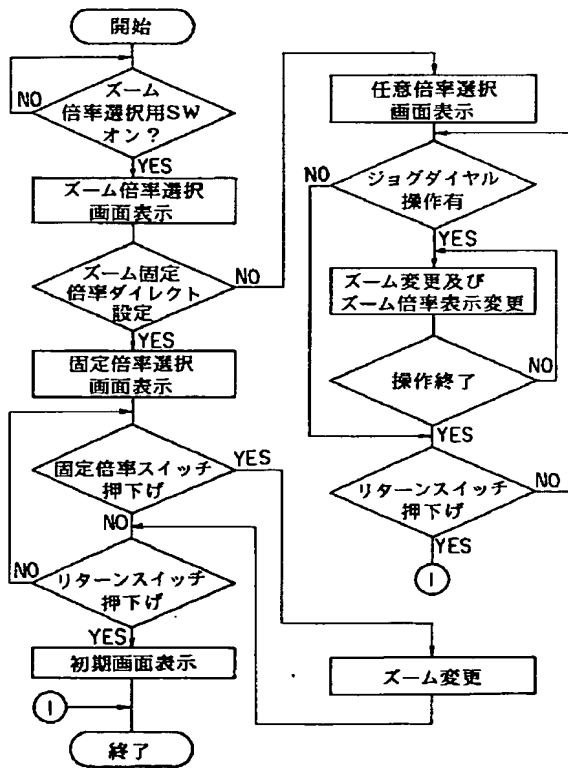 開始
ズーム
倍率選択用SW
オン？
NO
YES
ズーム倍率選択
画面表示
ズーム固定
倍率ダイレクト
設定
NO
YES
固定倍率選択
画面表示
固定倍率スイッチ
押下げ
YES
NO
リターンスイッチ
押下げ
NO
YES
初期画面表示
1
終了
任意倍率選択
画面表示
ジョグダイヤル
操作有
NO
YES
ズーム変更及び
ズーム倍率表示変更
操作終了
NO
YES
リターンスイッチ
押下げ
NO
YES
1
ズーム変更